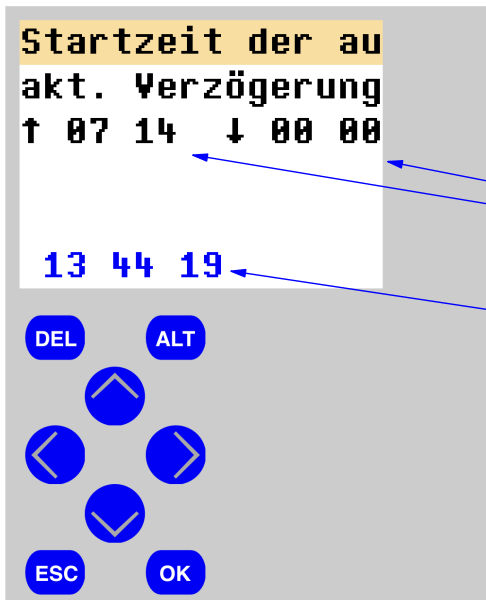 Startzeit der au
akt. Verzögerung
↑ 07 14 ↓ 00 00
13 44 19
DEL ALT
ESC OK